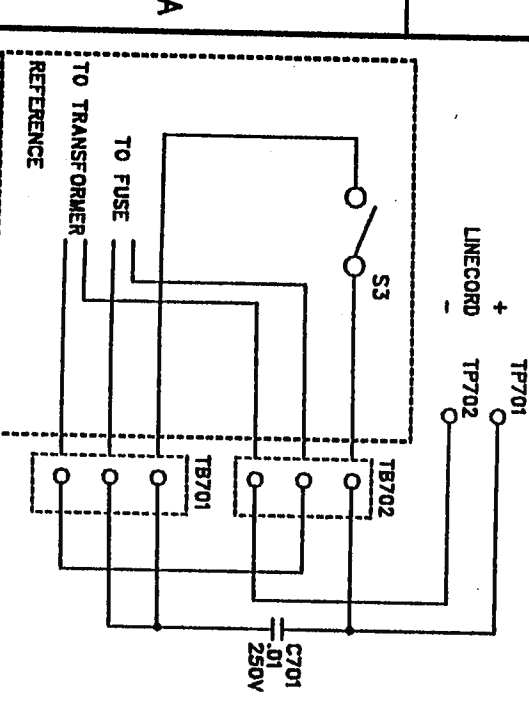 A
+ TP701
LINECORD
- TP702
S3
TB702
C701
.01
250V
TB701
TO FUSE
TO TRANSFORMER
REFERENCE